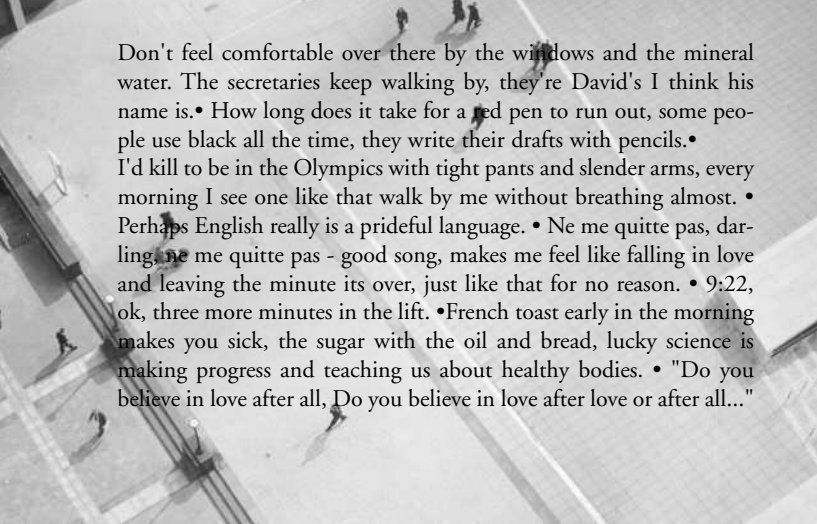 Don't feel comfortable over there by the windows and the mineral
water. The secretaries keep walking by, they're David's I think his
name is.• How long does it take for a red pen to run out, some peo-
ple use black all the time, they write their drafts with pencils.•
I'd kill to be in the Olympics with tight pants and slender arms, every
morning I see one like that walk by me without breathing almost. •
Perhaps English really is a prideful language. • Ne me quitte pas, dar-
ling, ne me quitte pas - good song, makes me feel like falling in love
and leaving the minute its over, just like that for no reason. • 9:22,
ok, three more minutes in the lift. •French toast early in the morning
makes you sick, the sugar with the oil and bread, lucky science is
making progress and teaching us about healthy bodies. • "Do you
believe in love after all, Do you believe in love after love or after all..."